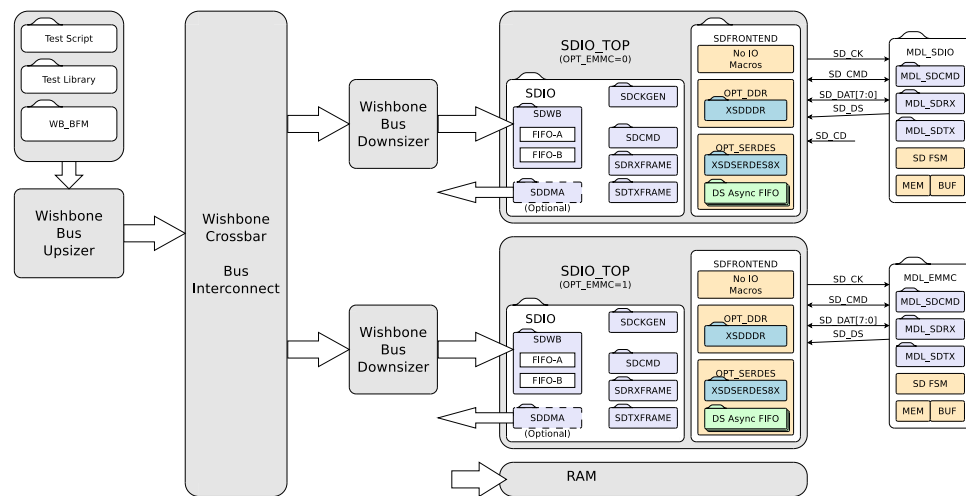 Test Script
Test Library
WB_BFM
Wishbone
Bus
Upsizer
Wishbone
Crossbar
Bus
Interconnect
Wishbone
Bus
Downsizer
SDIO_TOP
(OPT_EMMC=0)
SDIO
SDWB
FIFO-A
FIFO-B
SDDMA
(Optional)
SDCKGEN
SDCMD
SDRXFRAME
SDTXFRAME
SDFRONTEND
No IO
Macros
OPT_DDR
XSDDDR
OPT_SERDES
XSDSERDES8X
DS Async FIFO
SD_CK
SD_CMD
SD_DAT[7:0]
SD_DS
SD_CD
MDL_SDIO
MDL_SDCMD
MDL_SDRX
MDL_SDTX
SD FSM
MEM
BUF
Wishbone
Bus
Downsizer
SDIO_TOP
(OPT_EMMC=1)
SDIO
SDWB
FIFO-A
FIFO-B
SDDMA
(Optional)
SDCKGEN
SDCMD
SDRXFRAME
SDTXFRAME
SDFRONTEND
No IO
Macros
OPT_DDR
XSDDDR
OPT_SERDES
XSDSERDES8X
DS Async FIFO
SD_CK
SD_CMD
SD_DAT[7:0]
SD_DS
MDL_EMMC
MDL_SDCMD
MDL_SDRX
MDL_SDTX
SD FSM
MEM
BUF
RAM